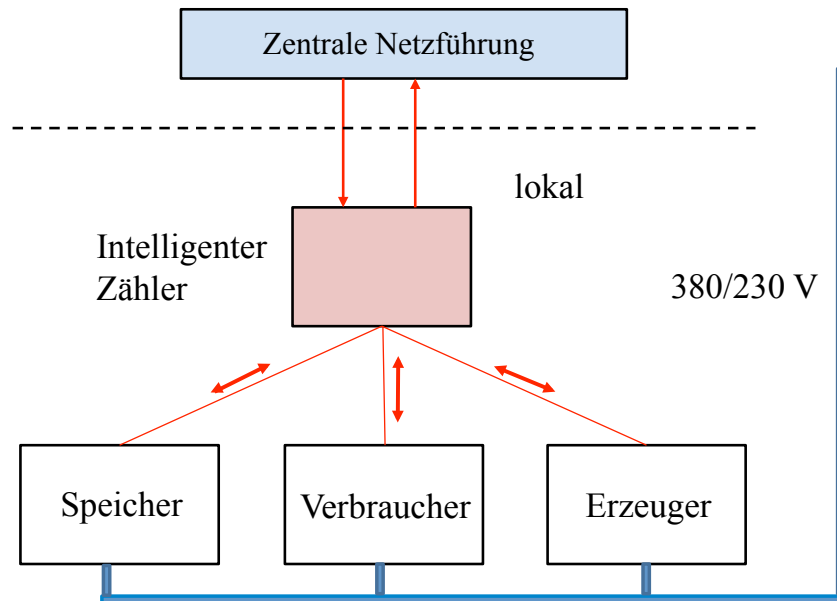 Zentrale Netzführung
lokal
Intelligenter
Zähler
380/230 V
Speicher
Verbraucher
Erzeuger